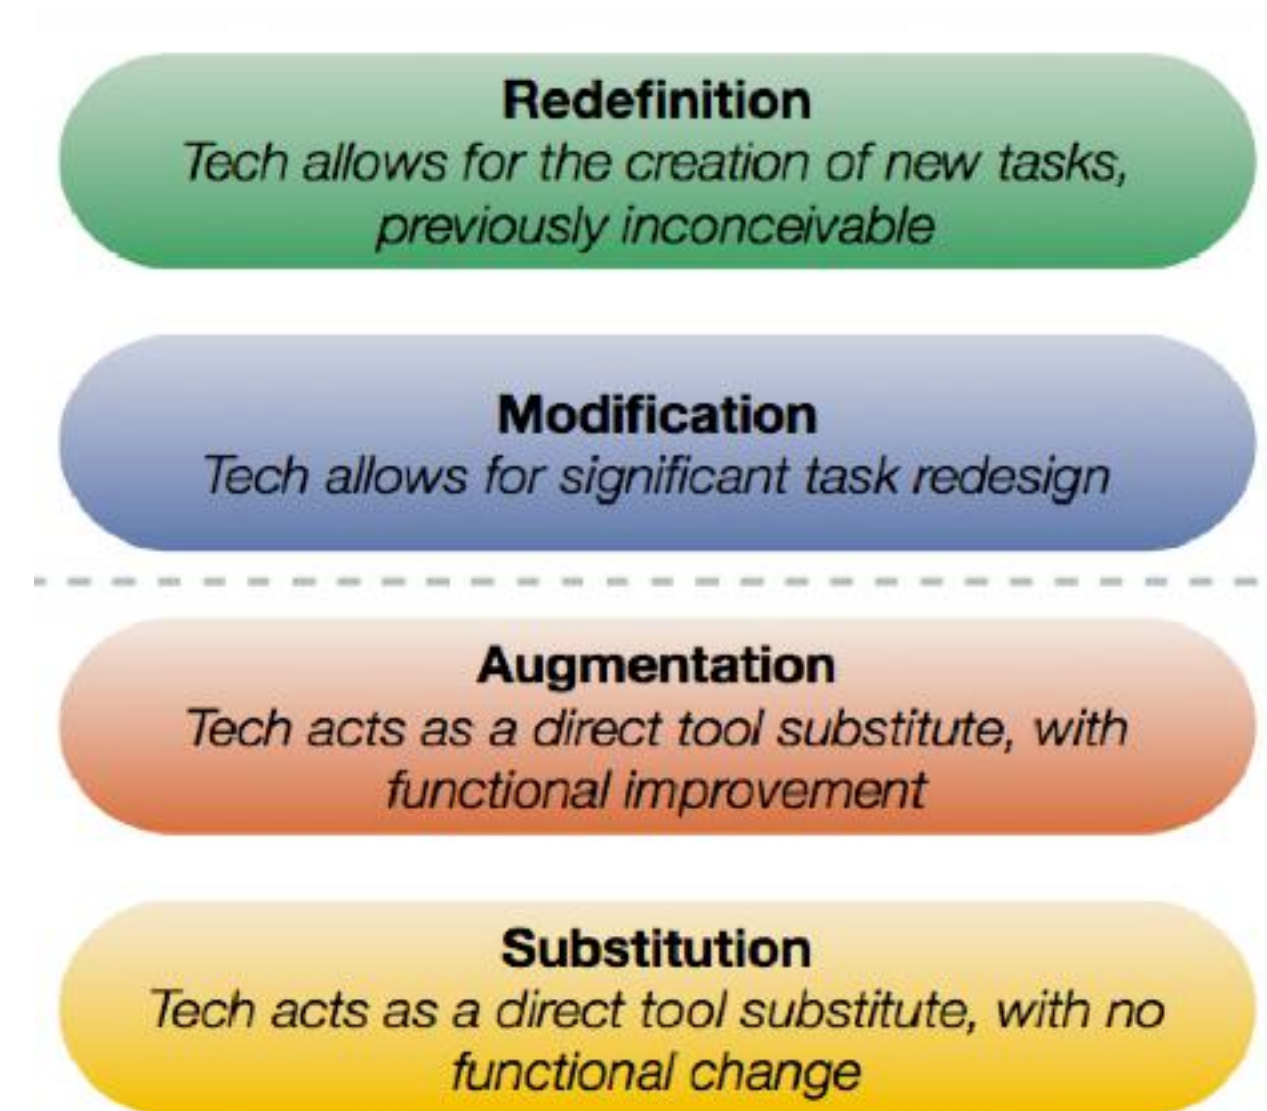 Redefinition
Tech allows for the creation of new tasks,
previously inconceivable
Modification
Tech allows for significant task redesign
Augmentation
Tech acts as a direct tool substitute, with
functional improvement
Substitution
Tech acts as a direct tool substitute, with no
functional change